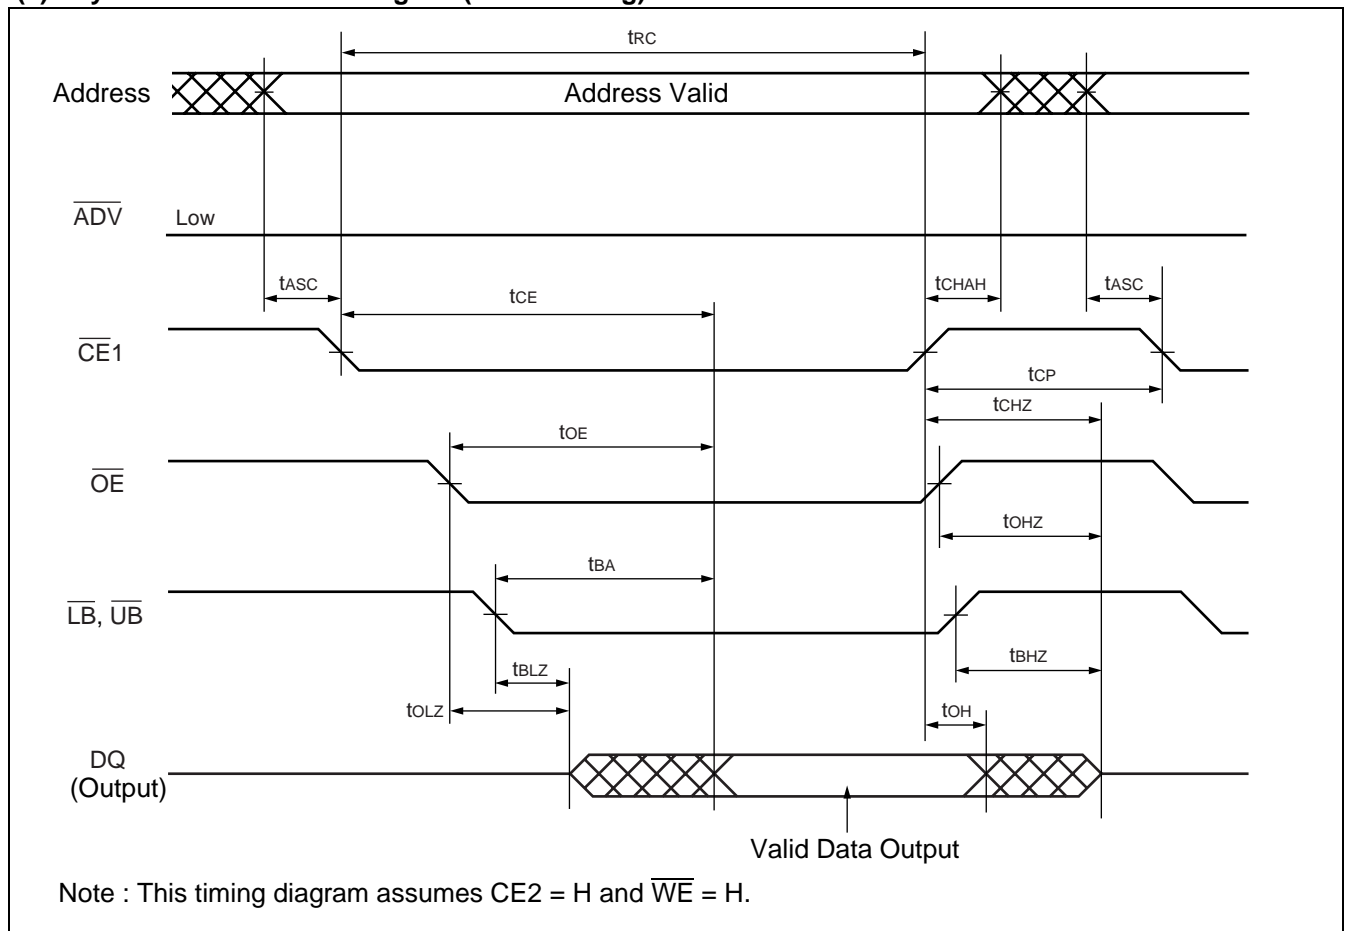 tRC
Address
Address Valid
ADV
Low
tASC
tCE
tCHAH
tASC
CE1
tCP
tCHZ
tOE
OE
tOHZ
tBA
LB, UB
tBHZ
tBLZ
tOLZ
tOH
DQ
(Output)
Valid Data Output
Note : This timing diagram assumes CE2 = H and WE = H.